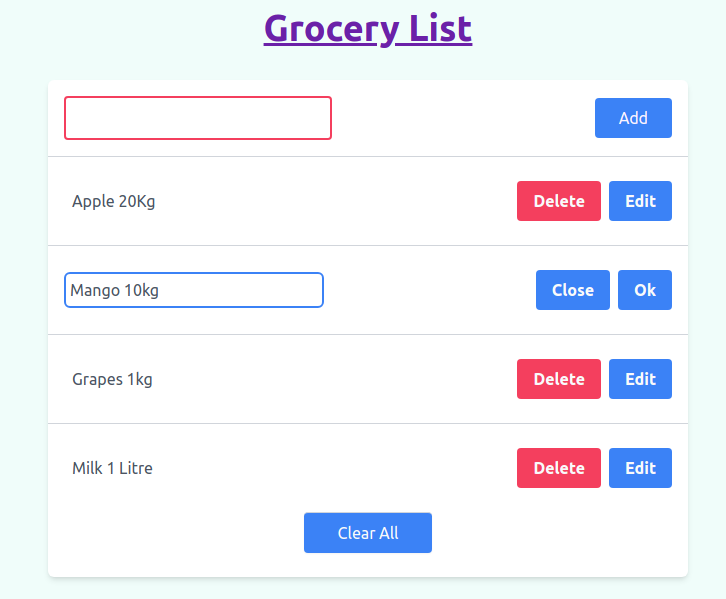 Grocery List
Add
Apple 20Kg Delete Edit
Mango 10kg Close Ok
Grapes 1kg Delete Edit
Milk 1 Litre Delete Edit
Clear All